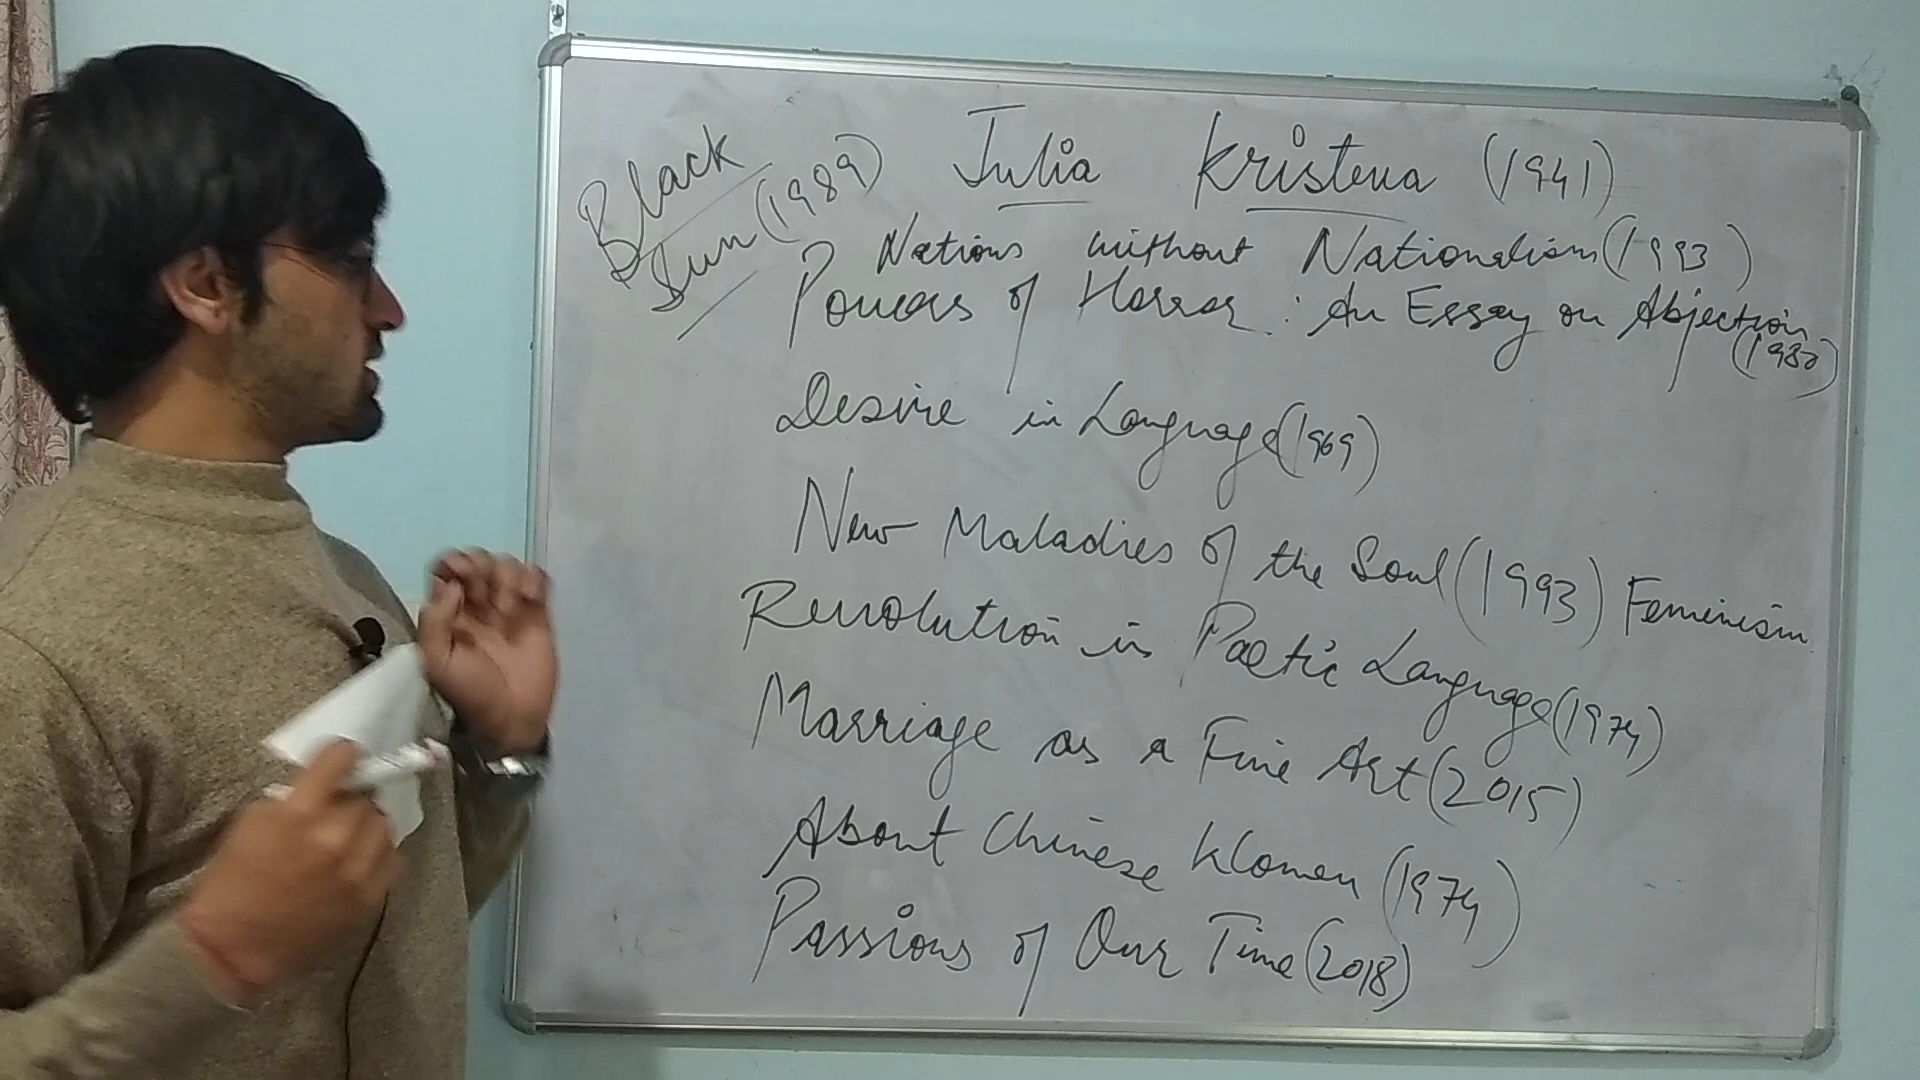 Black
Sun (1989)
Julia Kristeva (1941)
Nations without Nationalism (1993)
Powers of Horror : An Essay on Abjection
(1980)
Desire in Language (1969)
New Maladies of the Soul (1993) Feminism
Revolution in Poetic Language (1974)
Marriage as a Fine Art (2015)
About Chinese Women (1974)
Passions of Our Time (2018)